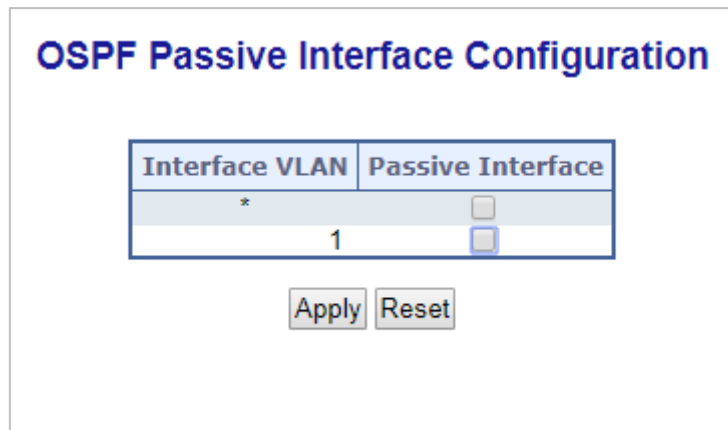 OSPF Passive Interface Configuration
Interface VLAN Passive Interface
*
1
Apply Reset